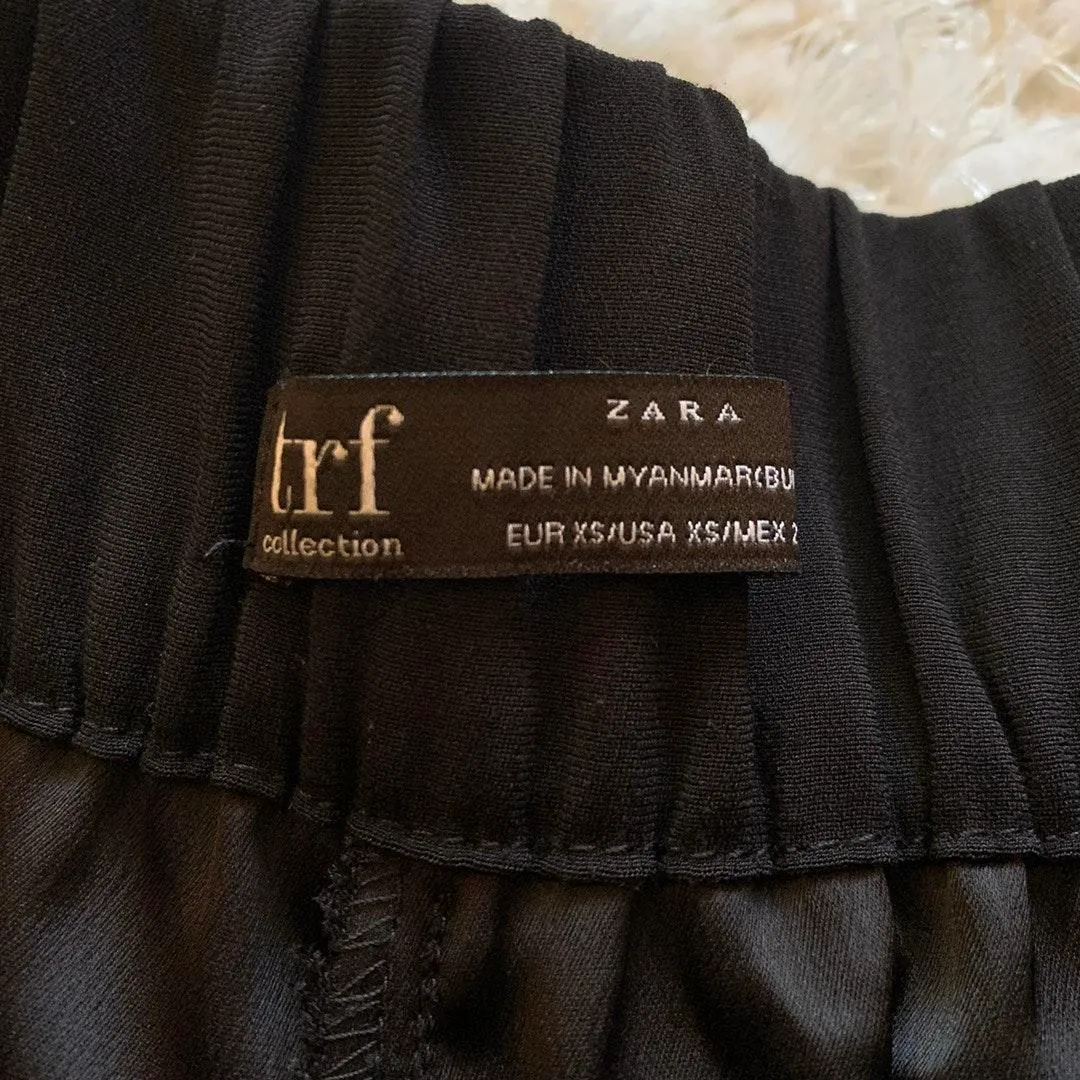 trf
collection
ZARA
MADE IN MYANMAR(BU
EUR XS/USA XS/MEX 2